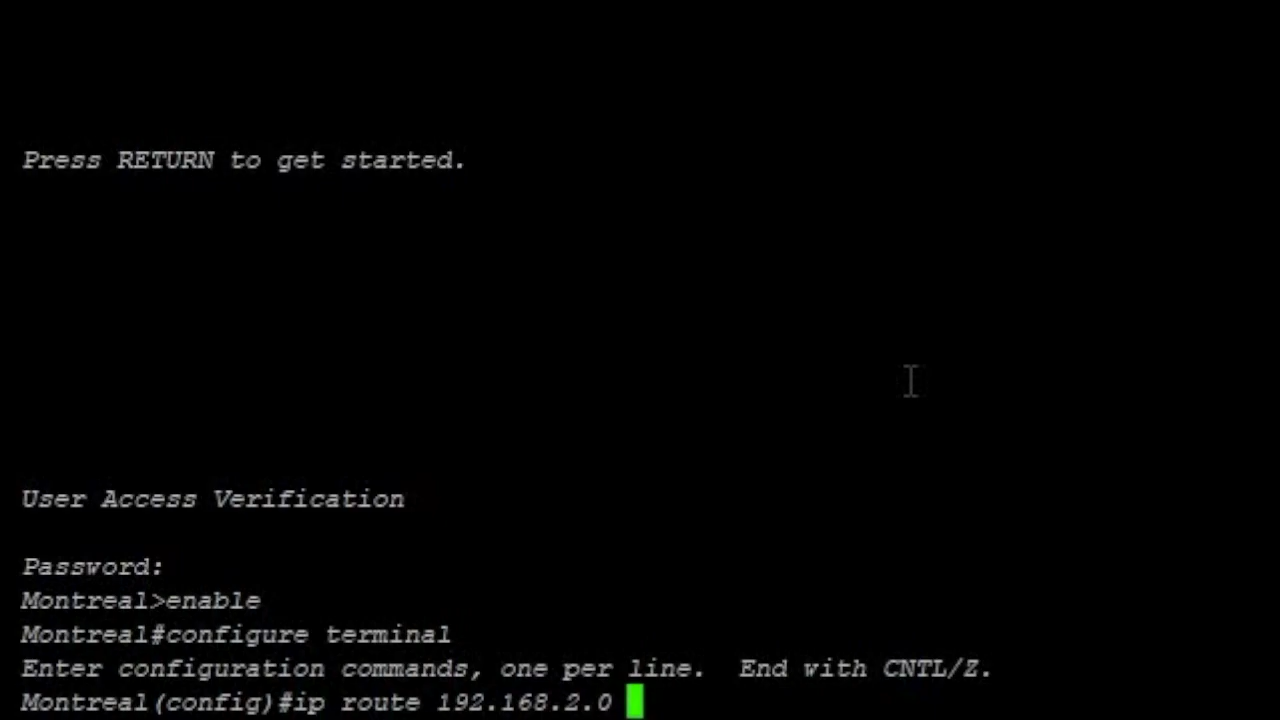 Press RETURN to get started.
User Access Verification
Password:
Montreal>enable
Montreal#configure terminal
Enter configuration commands, one per line.  End with CNTL/Z.
Montreal(config)#ip route 192.168.2.0